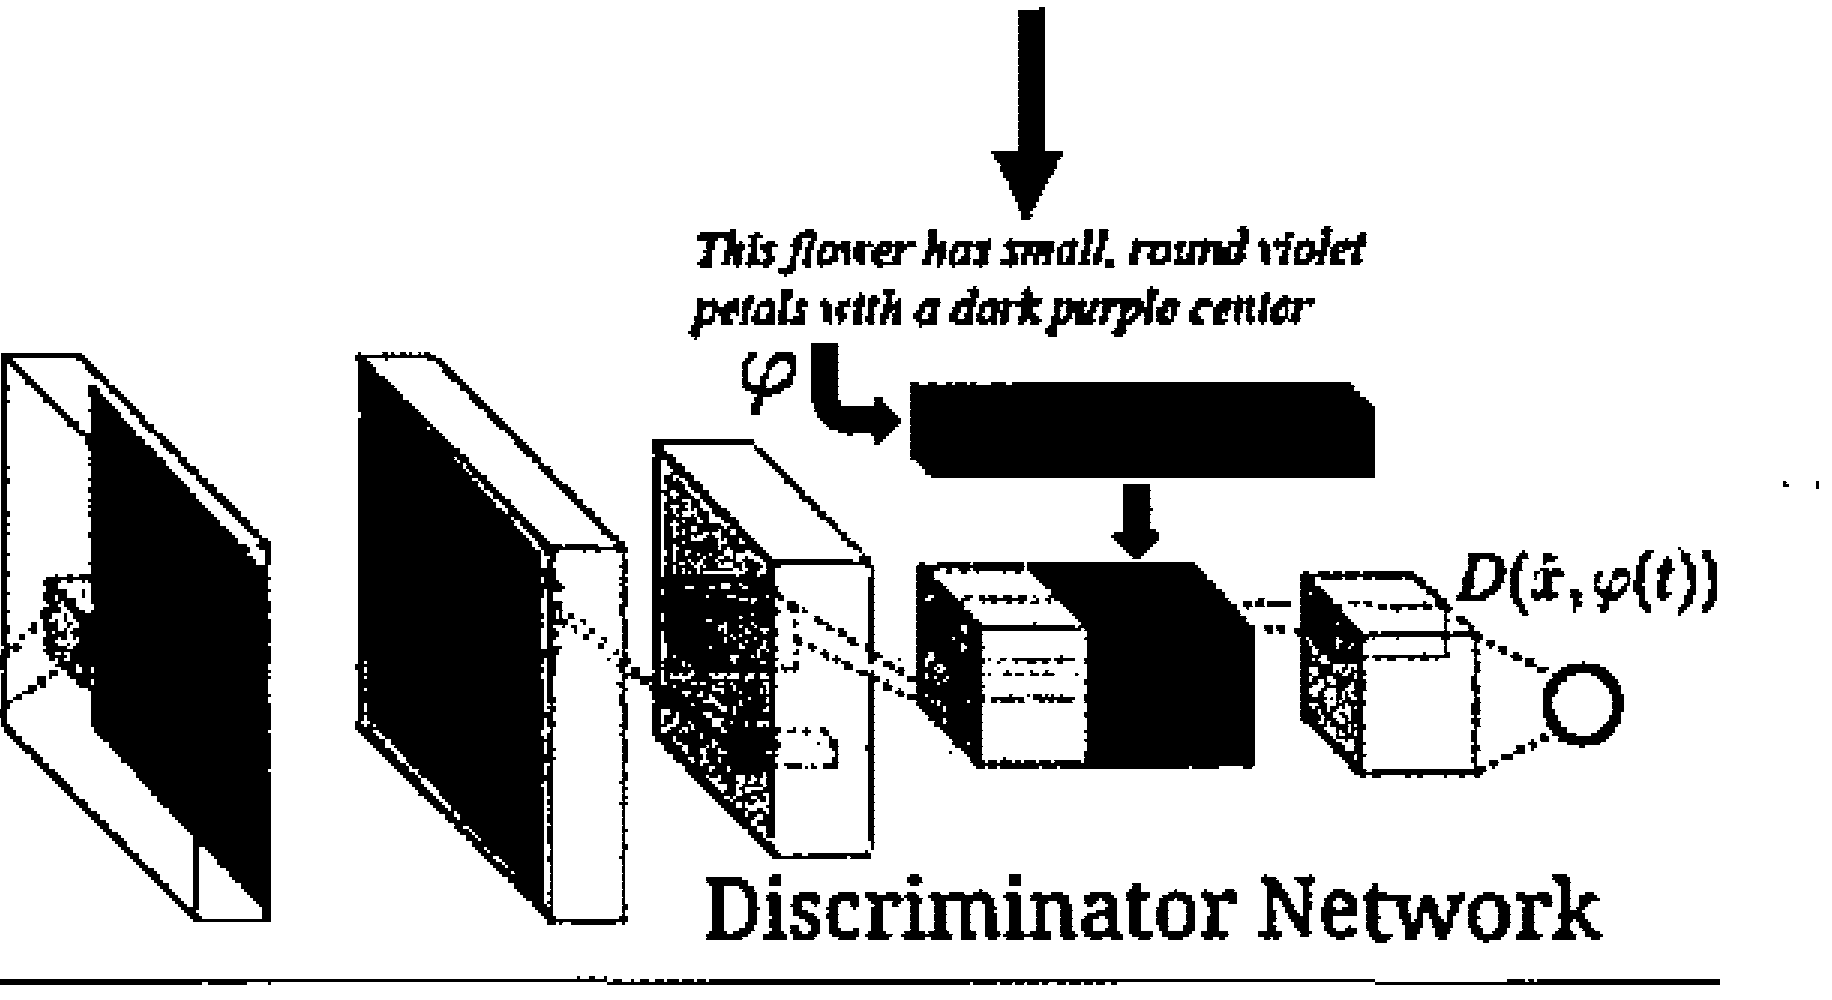 This flower has small, round violet
petals with a dark purple center
φ
D(x̂, φ(t))
Discriminator Network